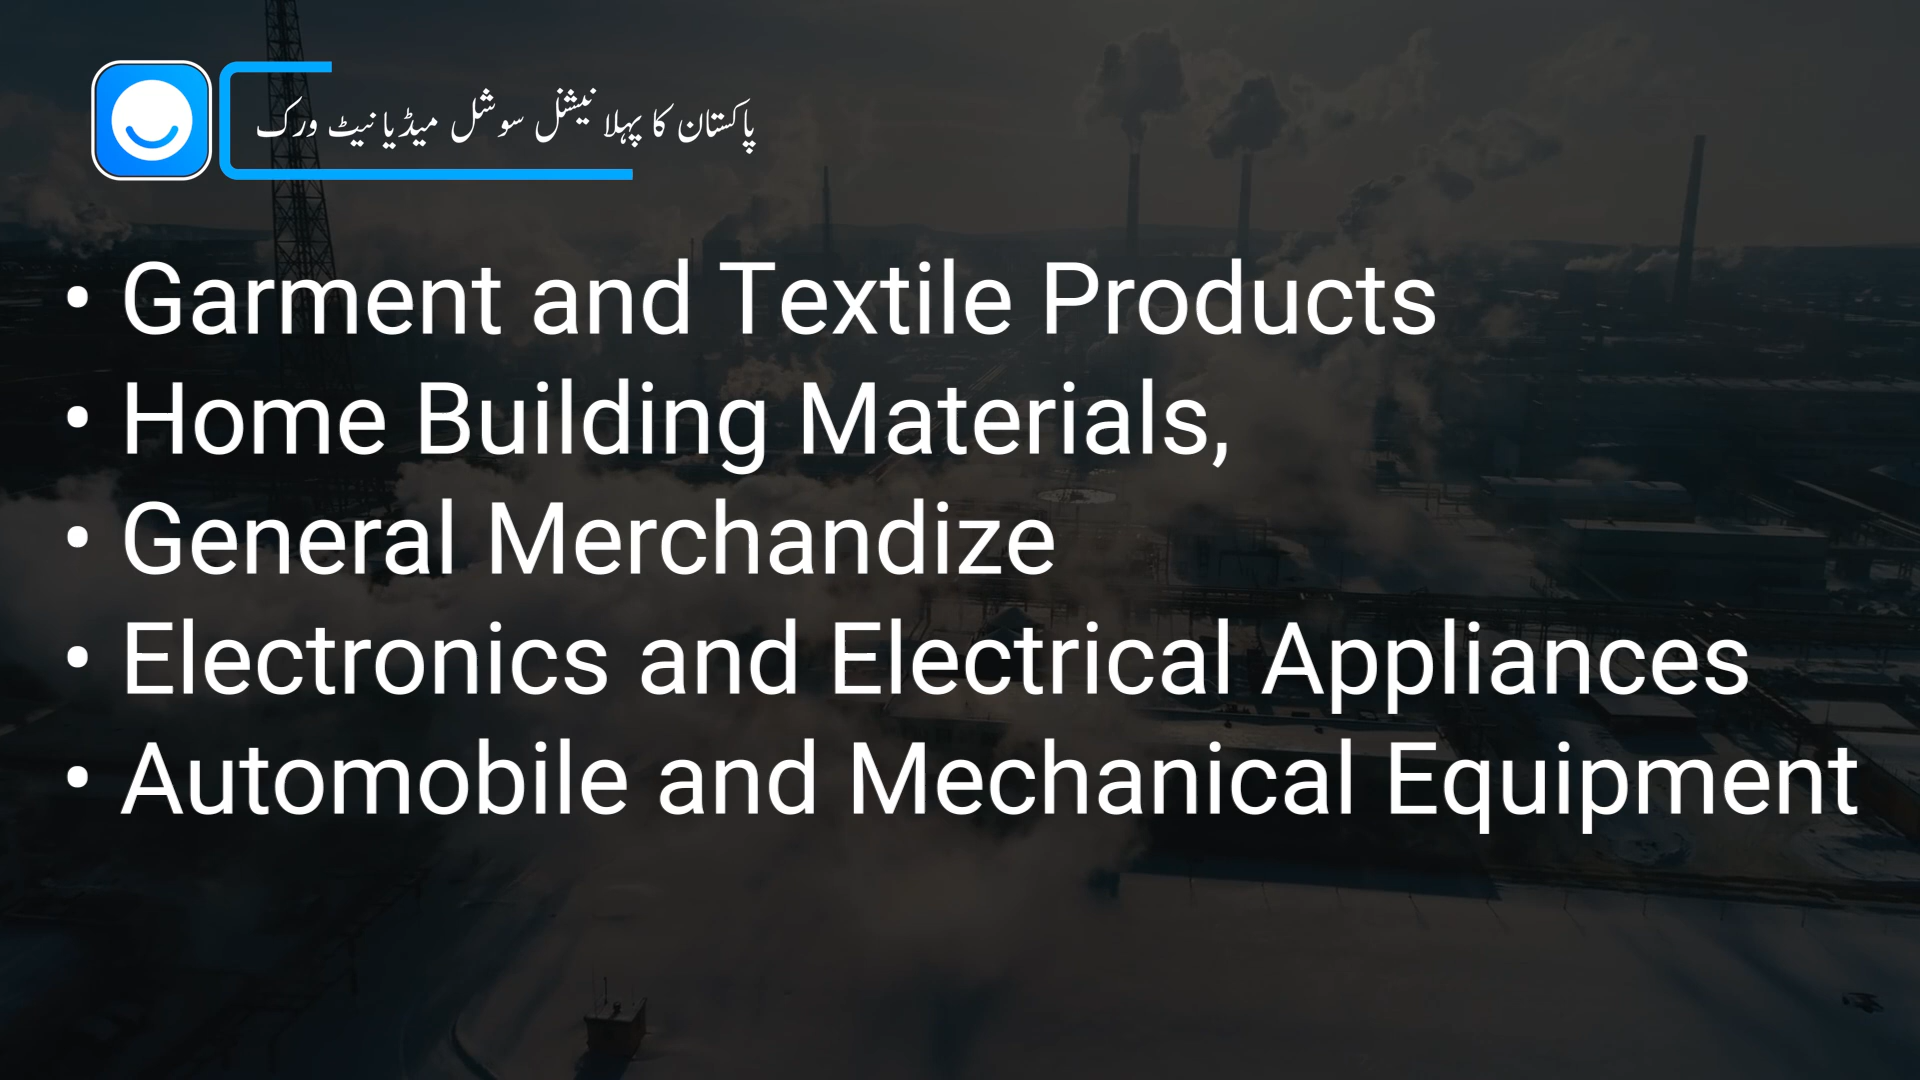 پاکستان کا پہلا نیشنل سوشل میڈیا نیٹ ورک
• Garment and Textile Products
• Home Building Materials,
• General Merchandize
• Electronics and Electrical Appliances
• Automobile and Mechanical Equipment